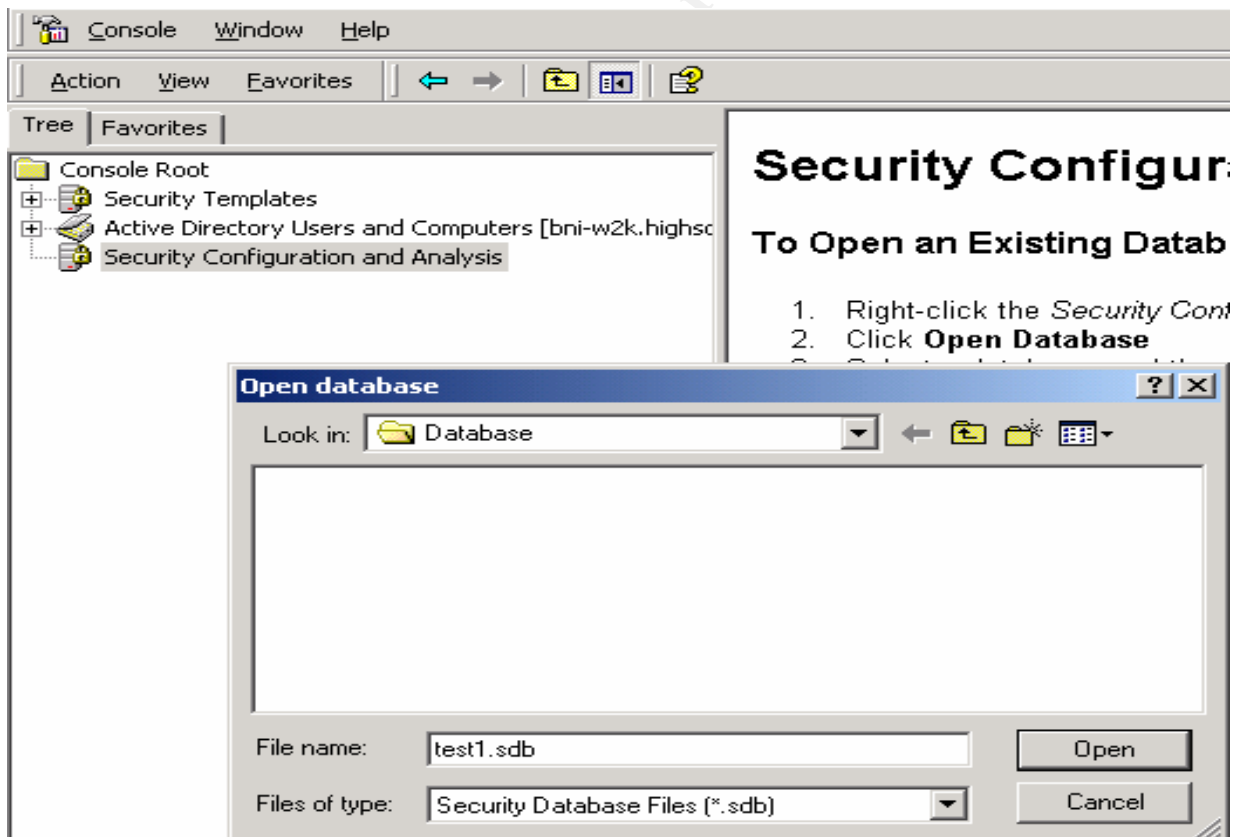 Console Window Help
Action View Favorites
Tree Favorites
Console Root
Security Templates
Active Directory Users and Computers [bni-w2k.highsc
Security Configuration and Analysis
Security Configur
To Open an Existing Datab
1. Right-click the Security Con
2. Click Open Database
Open database
Look in: Database
File name: test1.sdb Open
Files of type: Security Database Files (*.sdb) Cancel